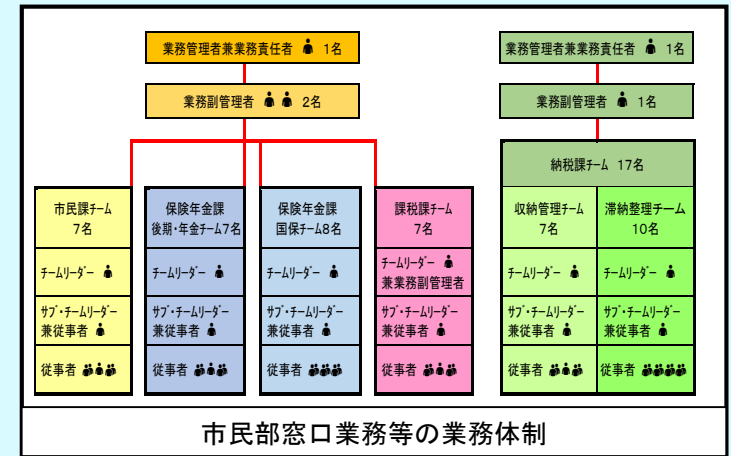 業務管理者兼業務責任者 1名
業務管理者兼業務責任者 1名
業務副管理者 2名
業務副管理者 1名
納税課ﾁｰﾑ 17名
市民課ﾁｰﾑ
7名
保険年金課
後期・年金ﾁｰﾑ7名
保険年金課
国保ﾁｰﾑ8名
課税課ﾁｰﾑ
7名
収納管理ﾁｰﾑ
7名
滞納整理チーム
10名
ﾁｰﾑﾘｰﾀﾞｰ
ﾁｰﾑﾘｰﾀﾞｰ
ﾁｰﾑﾘｰﾀﾞｰ
ﾁｰﾑﾘｰﾀﾞｰ
兼業務副管理者
ﾁｰﾑﾘｰﾀﾞｰ
ﾁｰﾑﾘｰﾀﾞｰ
ｻﾌﾞ･ﾁｰﾑﾘｰﾀﾞｰ
兼従事者
ｻﾌﾞ･ﾁｰﾑﾘｰﾀﾞｰ
兼従事者
ｻﾌﾞ･ﾁｰﾑﾘｰﾀﾞｰ
兼従事者
ｻﾌﾞ･ﾁｰﾑﾘｰﾀﾞｰ
兼従事者
ｻﾌﾞ･ﾁｰﾑﾘｰﾀﾞｰ
兼従事者
ｻﾌﾞ･ﾁｰﾑﾘｰﾀﾞｰ
兼従事者
従事者
従事者
従事者
従事者
従事者
従事者
市民部窓口業務等の業務体制